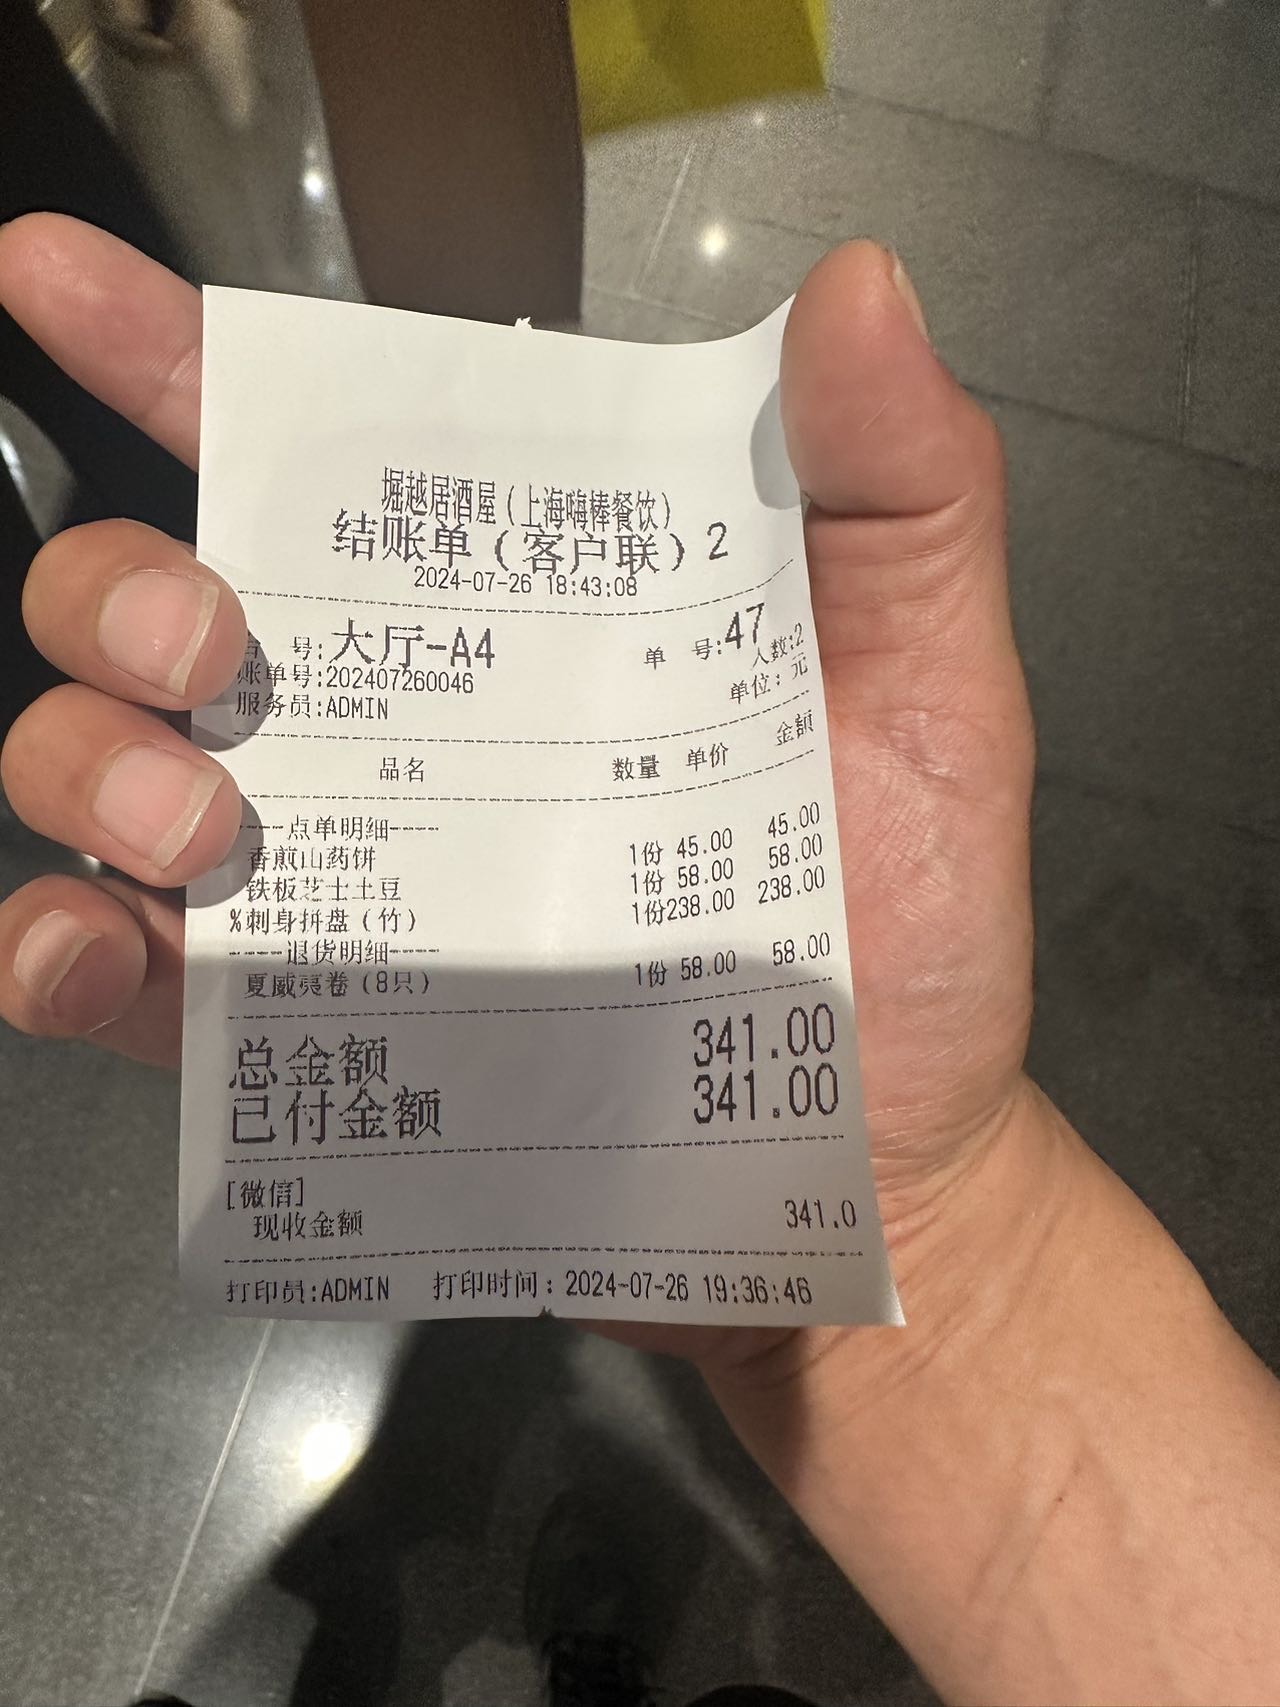 堀越居酒屋(上海嗨棒餐饮)
结账单(客户联)2
2024-07-26 18:43:08
号:大厅-A4 单 号:47
账单号:202407260046 人数:2
服务员:ADMIN 单位:元
品名 数量 单价 金额
----点单明细-----
香煎山药饼 1份 45.00 45.00
铁板芝士土豆 1份 58.00 58.00
%刺身拼盘(竹) 1份238.00 238.00
-----退货明细-----
夏威夷卷(8只) 1份 58.00 58.00
总金额 341.00
已付金额 341.00
[微信]
现收金额 341.0
打印员:ADMIN 打印时间:2024-07-26 19:36:46